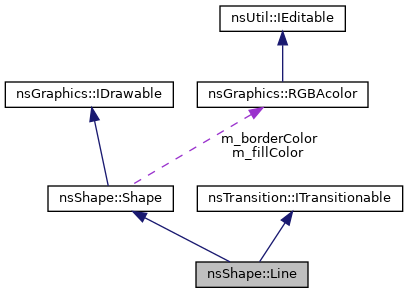 nsUtil::IEditable
nsGraphics::IDrawable
nsGraphics::RGBAcolor
m_borderColor
m_fillColor
nsShape::Shape
nsTransition::ITransitionable
nsShape::Line